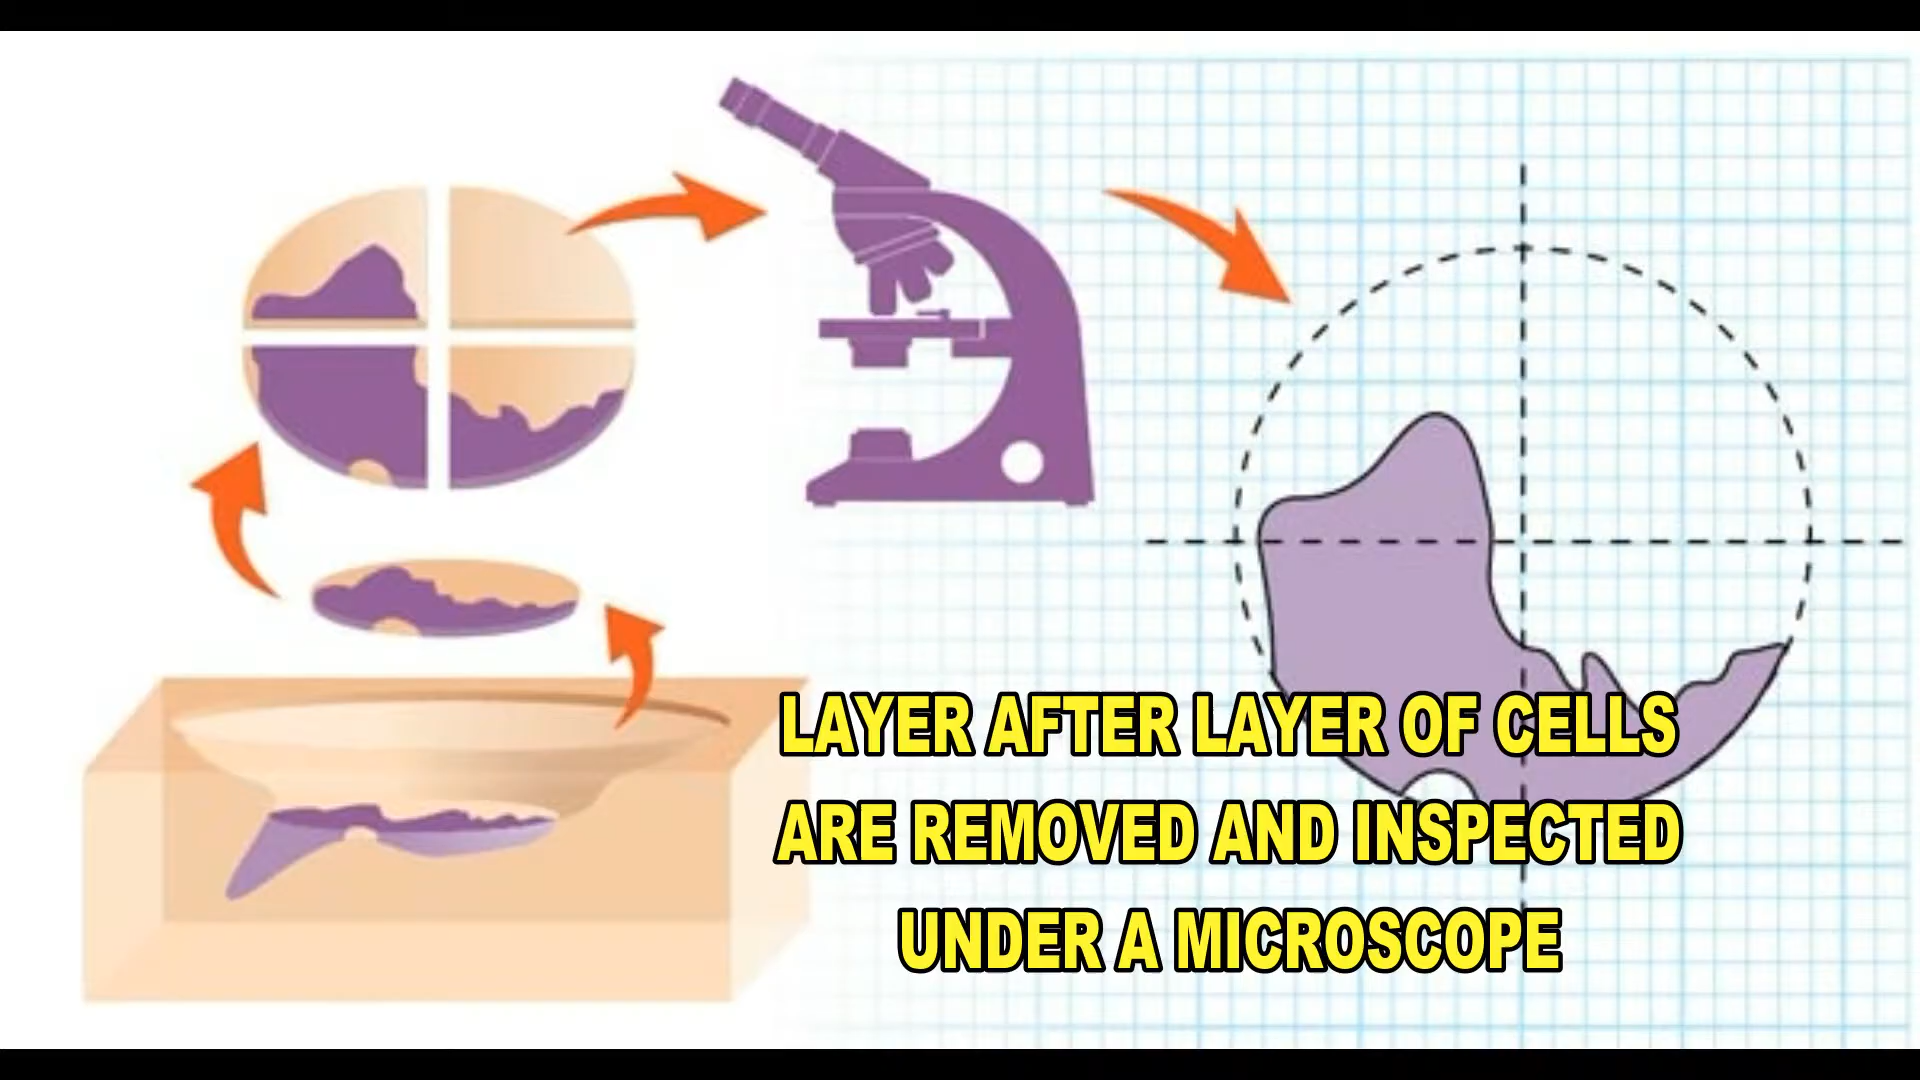 LAYER AFTER LAYER OF CELLS
ARE REMOVED AND INSPECTED
UNDER A MICROSCOPE